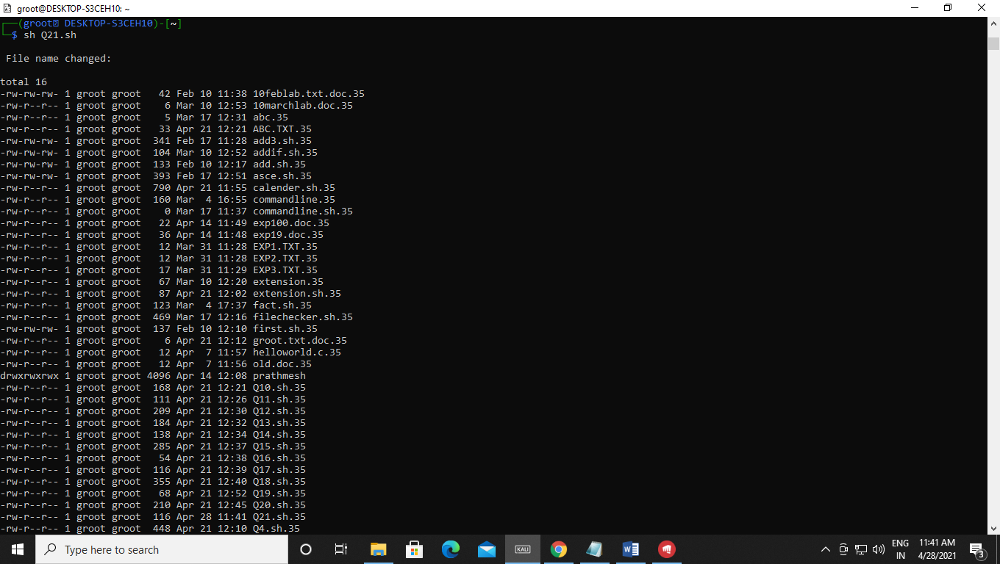 groot@DESKTOP-S3CEH10: ~
(groot DESKTOP-S3CEH10)-[~]
$ sh Q21.sh
File name changed:
total 16
-rw-rw-rw- 1 groot groot 42 Feb 10 11:38 10feblab.txt.doc.35
-rw-r--r-- 1 groot groot 6 Mar 10 12:53 10marchlab.doc.35
-rw-r--r-- 1 groot groot 5 Mar 17 12:31 abc.35
-rw-r--r-- 1 groot groot 33 Apr 21 12:21 ABC.TXT.35
-rw-rw-rw- 1 groot groot 341 Feb 17 11:28 add3.sh.35
-rw-rw-rw- 1 groot groot 104 Mar 10 12:52 addif.sh.35
-rw-rw-rw- 1 groot groot 133 Feb 10 12:17 add.sh.35
-rw-rw-rw- 1 groot groot 393 Feb 17 12:51 asce.sh.35
-rw-r--r-- 1 groot groot 790 Apr 21 11:55 calender.sh.35
-rw-r--r-- 1 groot groot 160 Mar 4 16:55 commandline.35
-rw-r--r-- 1 groot groot 0 Mar 17 11:37 commandline.sh.35
-rw-r--r-- 1 groot groot 22 Apr 14 11:49 exp100.doc.35
-rw-r--r-- 1 groot groot 36 Apr 14 11:48 exp19.doc.35
-rw-r--r-- 1 groot groot 12 Mar 31 11:28 EXP1.TXT.35
-rw-r--r-- 1 groot groot 12 Mar 31 11:28 EXP2.TXT.35
-rw-r--r-- 1 groot groot 17 Mar 31 11:29 EXP3.TXT.35
-rw-r--r-- 1 groot groot 67 Mar 10 12:20 extension.35
-rw-r--r-- 1 groot groot 87 Apr 21 12:02 extension.sh.35
-rw-r--r-- 1 groot groot 123 Mar 4 17:37 fact.sh.35
-rw-r--r-- 1 groot groot 469 Mar 17 12:16 filechecker.sh.35
-rw-rw-rw- 1 groot groot 137 Feb 10 12:10 first.sh.35
-rw-r--r-- 1 groot groot 6 Apr 21 12:12 groot.txt.doc.35
-rw-r--r-- 1 groot groot 12 Apr 7 11:57 helloworld.c.35
-rw-r--r-- 1 groot groot 12 Apr 7 11:56 old.doc.35
drwxrwxrwx 1 groot groot 4096 Apr 14 12:08 prathmesh
-rw-r--r-- 1 groot groot 168 Apr 21 12:21 Q10.sh.35
-rw-r--r-- 1 groot groot 111 Apr 21 12:26 Q11.sh.35
-rw-r--r-- 1 groot groot 209 Apr 21 12:30 Q12.sh.35
-rw-r--r-- 1 groot groot 184 Apr 21 12:32 Q13.sh.35
-rw-r--r-- 1 groot groot 138 Apr 21 12:34 Q14.sh.35
-rw-r--r-- 1 groot groot 285 Apr 21 12:37 Q15.sh.35
-rw-r--r-- 1 groot groot 54 Apr 21 12:38 Q16.sh.35
-rw-r--r-- 1 groot groot 116 Apr 21 12:39 Q17.sh.35
-rw-r--r-- 1 groot groot 355 Apr 21 12:40 Q18.sh.35
-rw-r--r-- 1 groot groot 68 Apr 21 12:52 Q19.sh.35
-rw-r--r-- 1 groot groot 210 Apr 21 12:45 Q20.sh.35
-rw-r--r-- 1 groot groot 116 Apr 28 11:41 Q21.sh.35
-rw-r--r-- 1 groot groot 448 Apr 21 12:10 Q4.sh.35
Type here to search
KALI
ENG
IN
11:41 AM
4/28/2021
3